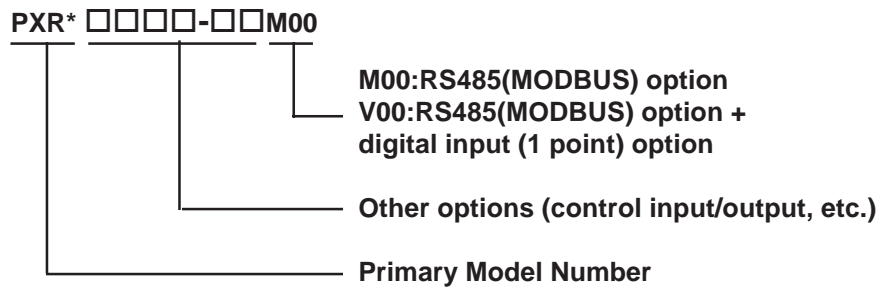 PXR* □□□□-□□M00
M00:RS485(MODBUS) option
V00:RS485(MODBUS) option +
digital input (1 point) option
Other options (control input/output, etc.)
Primary Model Number